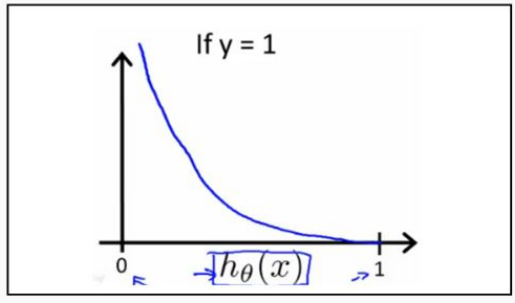 If y = 1
0 hθ(x) 1